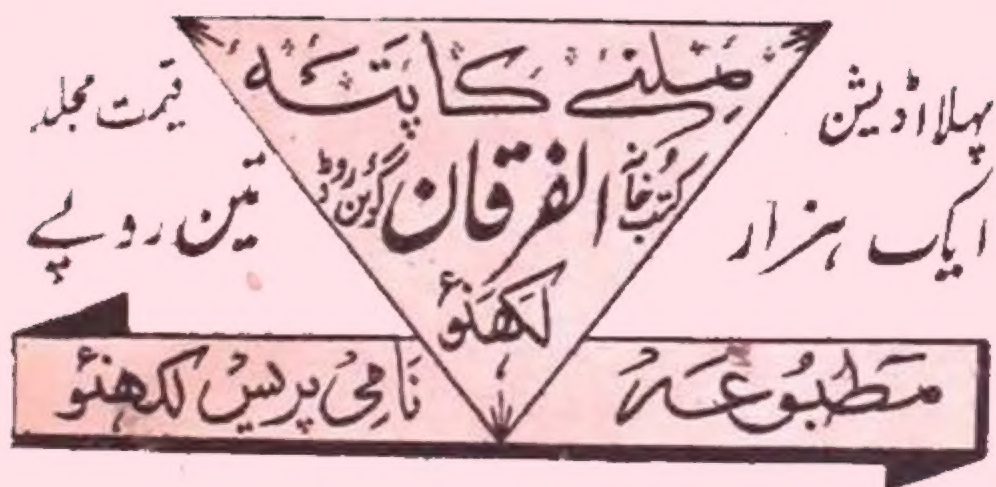 ملنے کا پتہ
پہلا اڈیشن
قیمت مجلد
کتب خانہ الفرقان گوئن روڈ
ایک ہزار
تین روپے
لکھنؤ
مطبوعہ
نامی پریس لکھنؤ